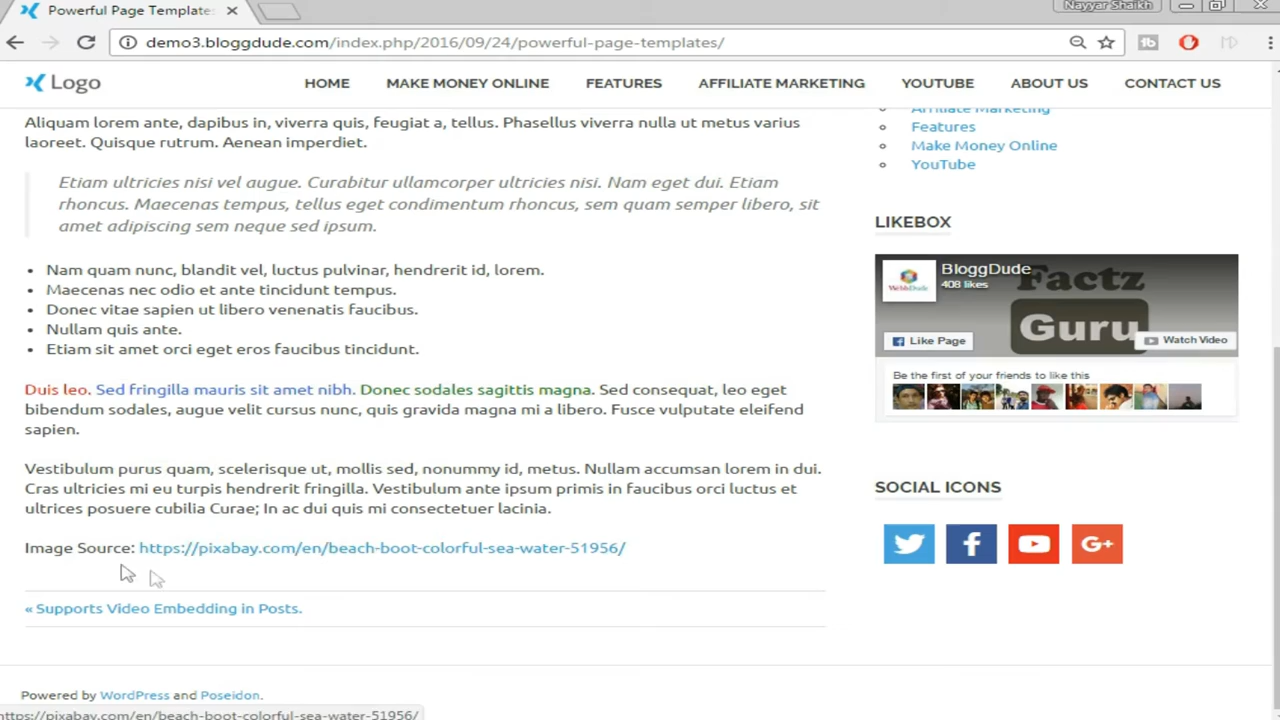 Powerful Page Template
Nayyar Shaikh
demo3.bloggdude.com/index.php/2016/09/24/powerful-page-templates/
Logo
HOME
MAKE MONEY ONLINE
FEATURES
AFFILIATE MARKETING
YOUTUBE
ABOUT US
CONTACT US
Aliquam lorem ante, dapibus in, viverra quis, feugiat a, tellus. Phasellus viverra nulla ut metus varius
laoreet. Quisque rutrum. Aenean imperdiet.
Etiam ultricies nisi vel augue. Curabitur ullamcorper ultricies nisi. Nam eget dui. Etiam
rhoncus. Maecenas tempus, tellus eget condimentum rhoncus, sem quam semper libero, sit
amet adipiscing sem neque sed ipsum.
• Nam quam nunc, blandit vel, luctus pulvinar, hendrerit id, lorem.
• Maecenas nec odio et ante tincidunt tempus.
• Donec vitae sapien ut libero venenatis faucibus.
• Nullam quis ante.
• Etiam sit amet orci eget eros faucibus tincidunt.
Duis leo. Sed fringilla mauris sit amet nibh. Donec sodales sagittis magna. Sed consequat, leo eget
bibendum sodales, augue velit cursus nunc, quis gravida magna mi a libero. Fusce vulputate eleifend
sapien.
Vestibulum purus quam, scelerisque ut, mollis sed, nonummy id, metus. Nullam accumsan lorem in dui.
Cras ultricies mi eu turpis hendrerit fringilla. Vestibulum ante ipsum primis in faucibus orci luctus et
ultrices posuere cubilia Curae; In ac dui quis mi consectetuer lacinia.
Image Source: https://pixabay.com/en/beach-boot-colorful-sea-water-51956/
« Supports Video Embedding in Posts.
Affiliate Marketing
Features
Make Money Online
YouTube
LIKEBOX
BloggDude
408 likes
WebhDude
Factz
Guru
Like Page
Watch Video
Be the first of your friends to like this
SOCIAL ICONS
f
G+
Powered by WordPress and Poseidon.
https://pixabay.com/en/beach-boot-colorful-sea-water-51956/